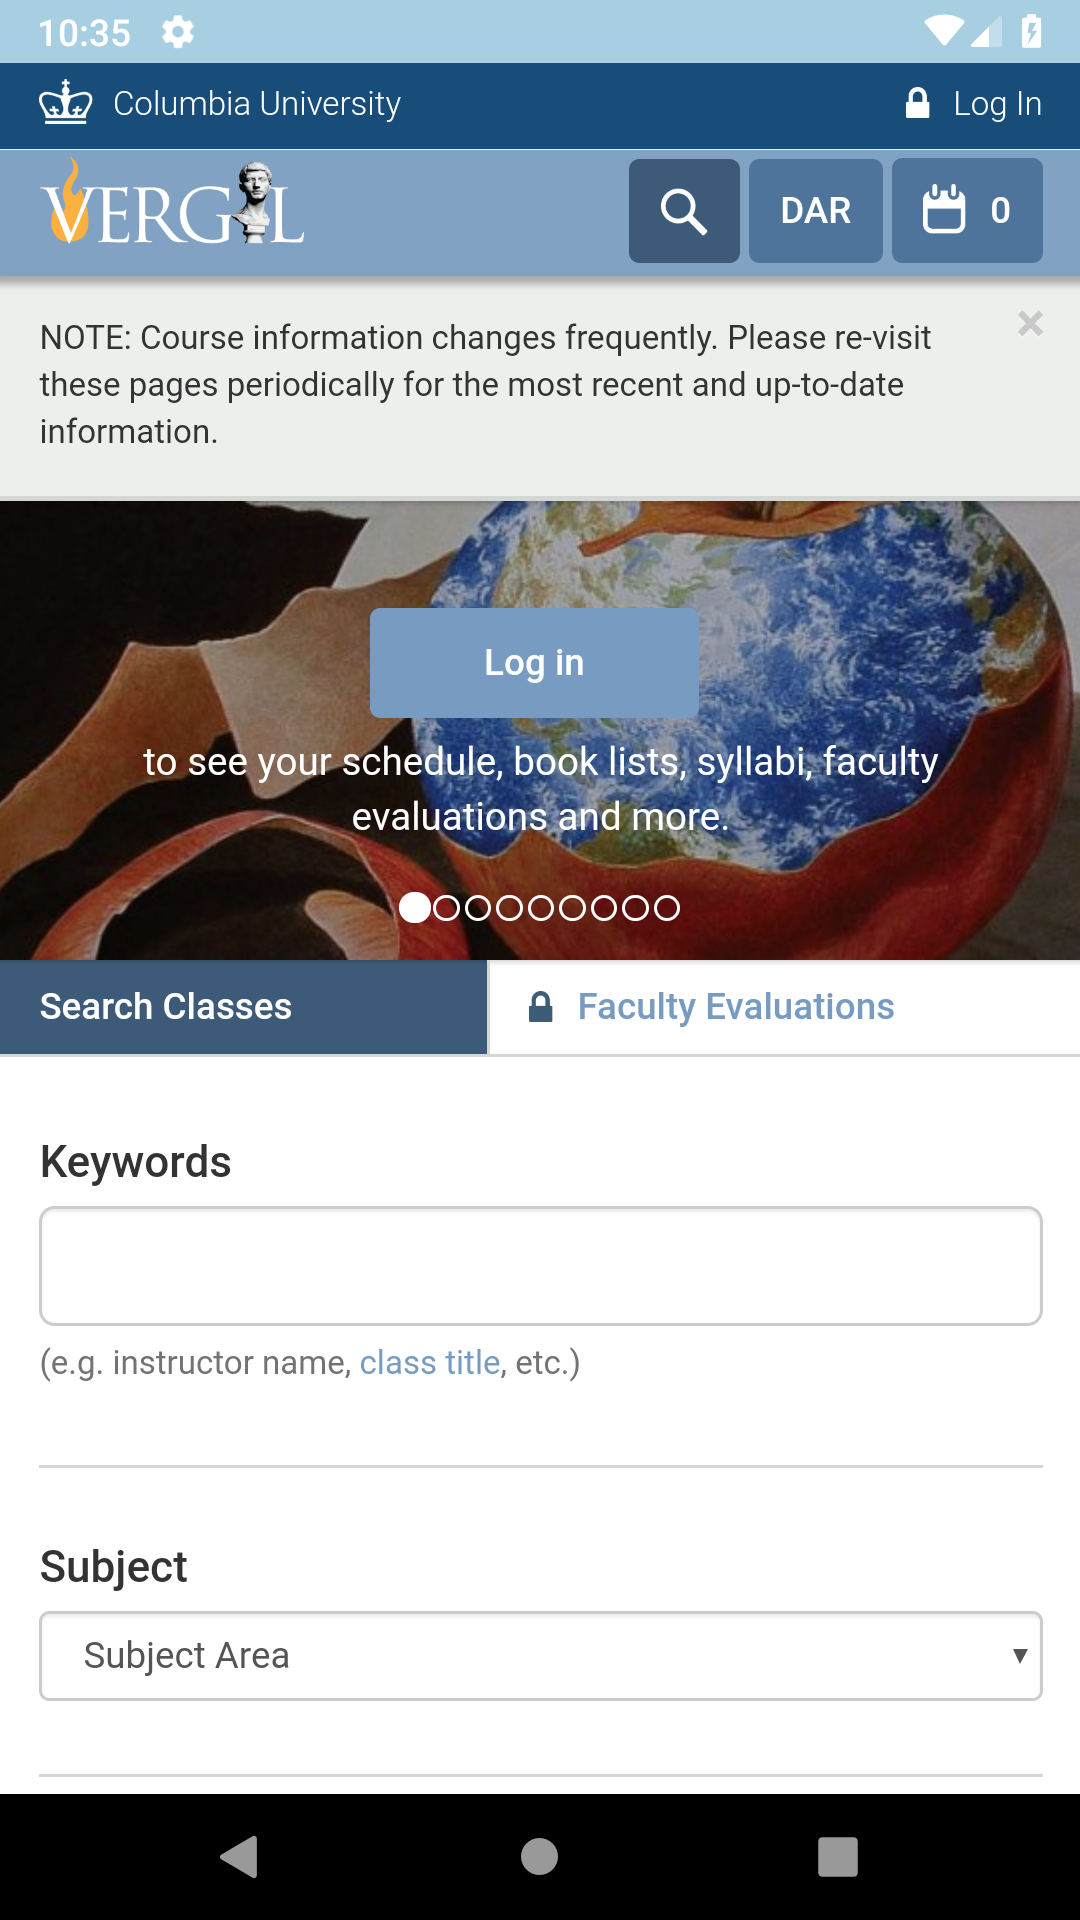 10:35
Columbia University
Log In
VERGIL
DAR
0
NOTE: Course information changes frequently. Please re-visit
these pages periodically for the most recent and up-to-date
information.
×
Log in
to see your schedule, book lists, syllabi, faculty
evaluations and more.
Search Classes
Faculty Evaluations
Keywords
(e.g. instructor name, class title, etc.)
Subject
Subject Area